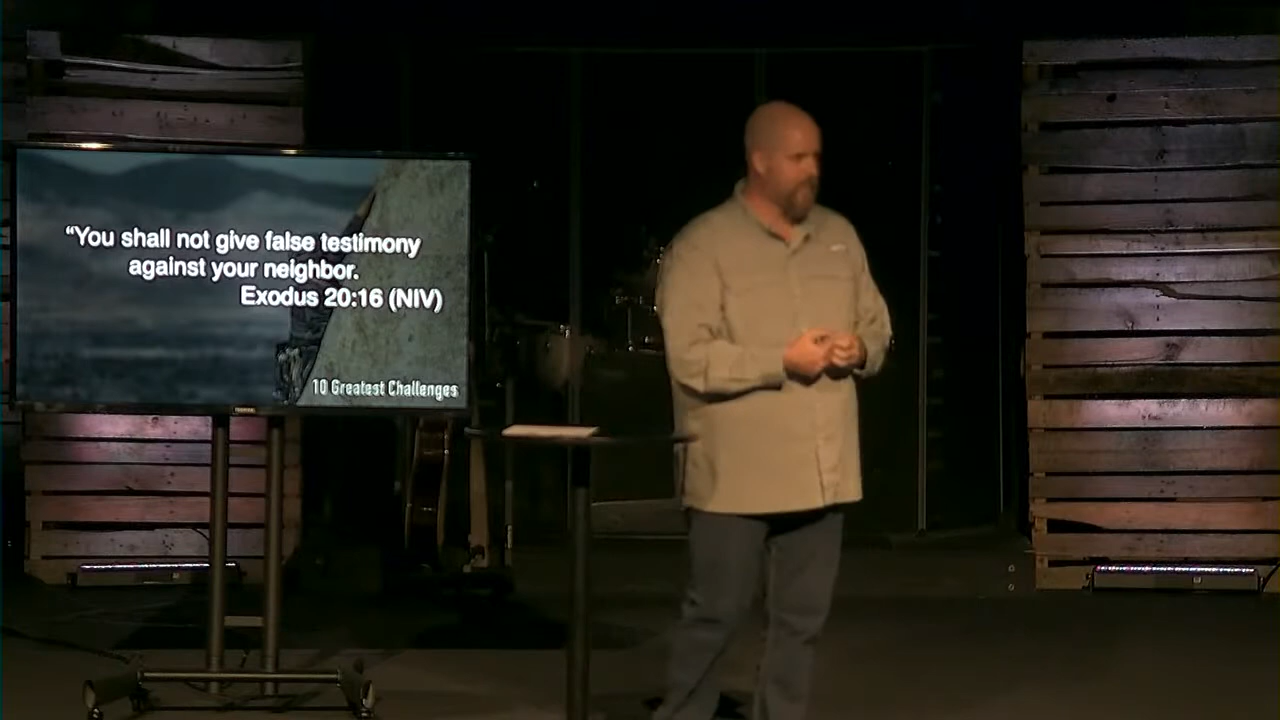 “You shall not give false testimony
against your neighbor.
Exodus 20:16 (NIV)
10 Greatest Challenges